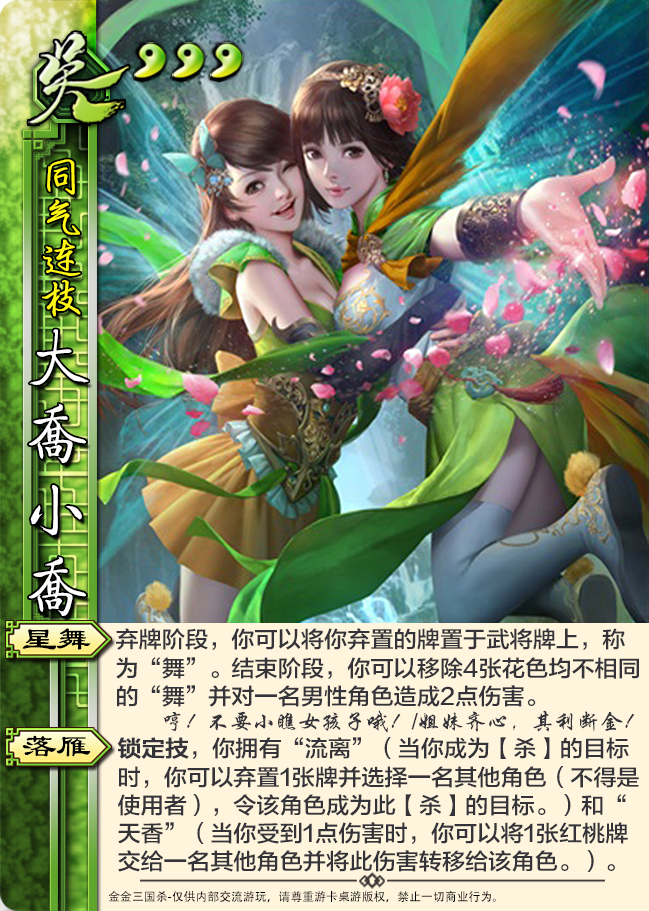 吴
同气连枝
大喬小喬
星舞
弃牌阶段，你可以将你弃置的牌置于武将牌上，称
为“舞”。结束阶段，你可以移除4张花色均不相同
的“舞”并对一名男性角色造成2点伤害。
哼！不要小瞧女孩子哦！/姐妹齐心，其利断金！
落雁
锁定技，你拥有“流离”（当你成为【杀】的目标
时，你可以弃置1张牌并选择一名其他角色（不得是
使用者），令该角色成为此【杀】的目标。）和“
天香”（当你受到1点伤害时，你可以将1张红桃牌
交给一名其他角色并将此伤害转移给该角色。）。
金金三国杀-仅供内部交流游玩，请尊重游卡桌游版权，禁止一切商业行为。